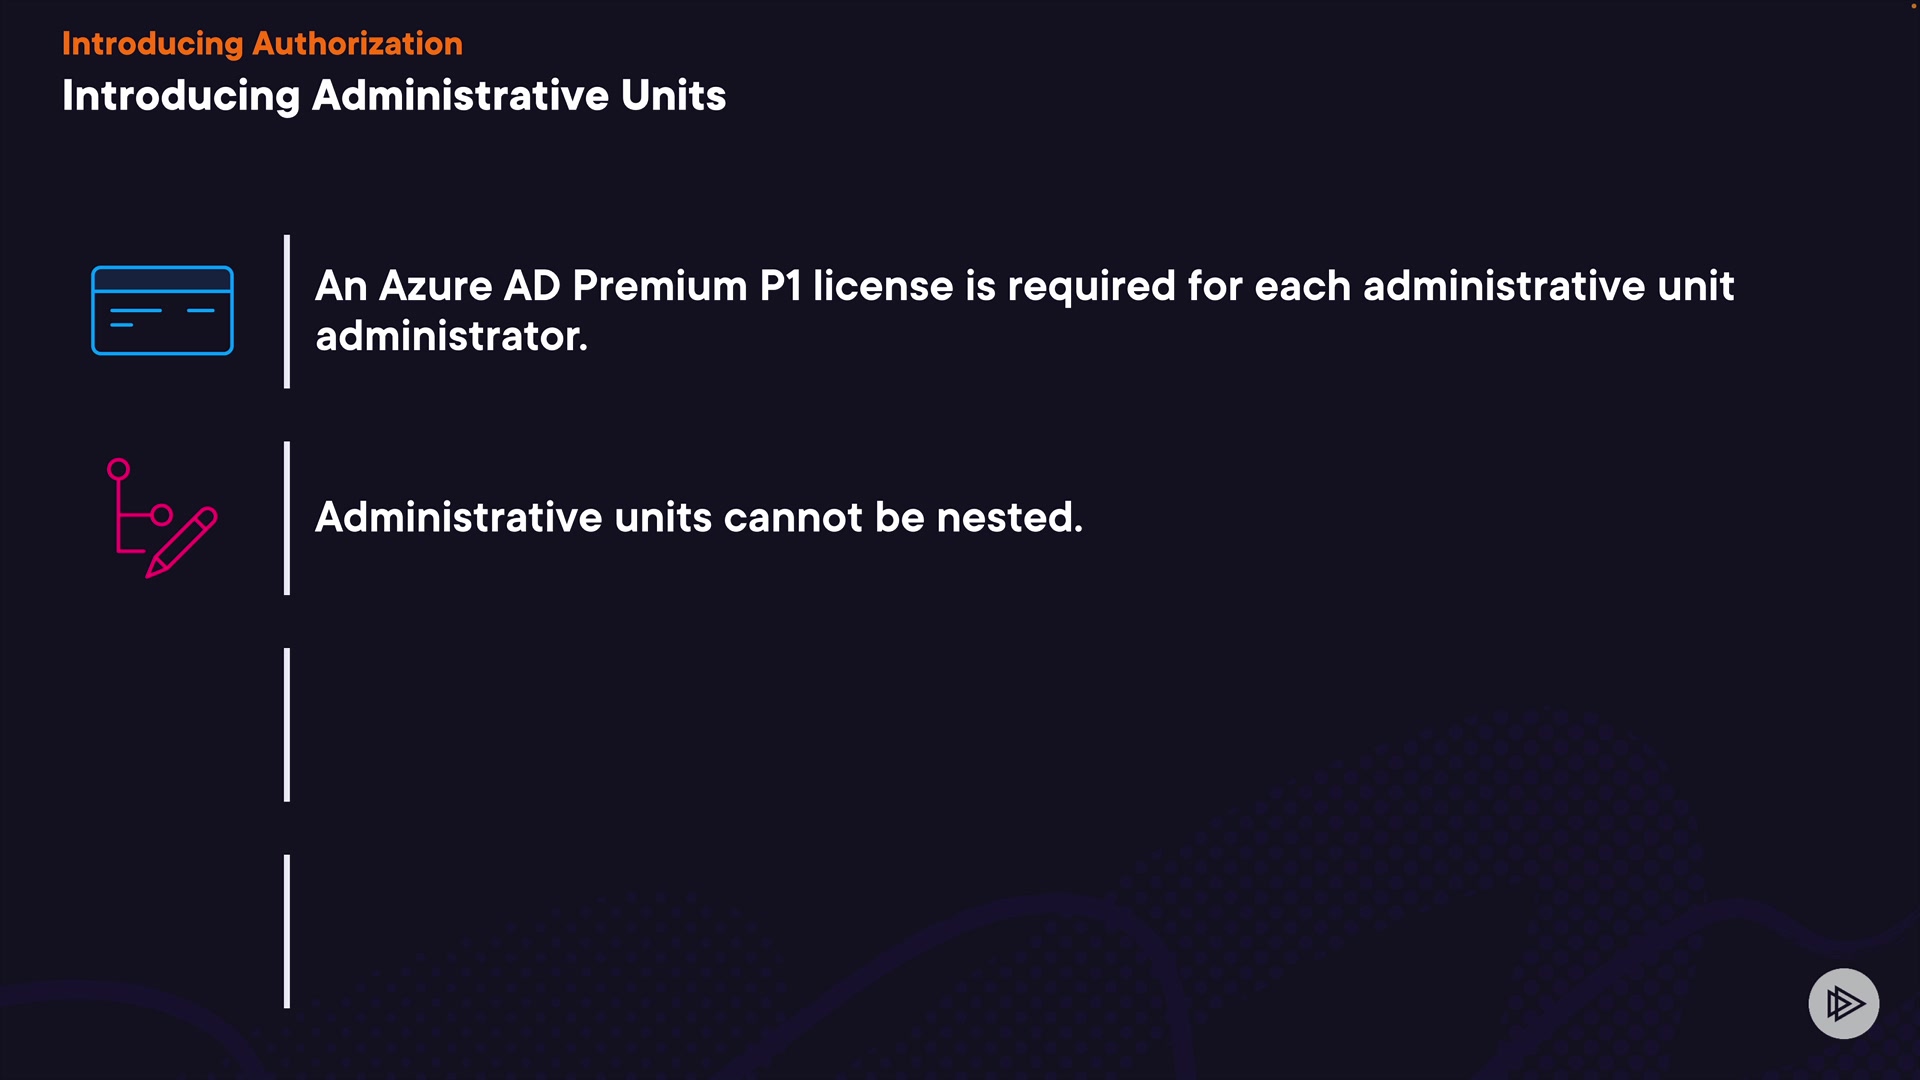 Introducing Authorization
Introducing Administrative Units
An Azure AD Premium P1 license is required for each administrative unit
administrator.
Administrative units cannot be nested.